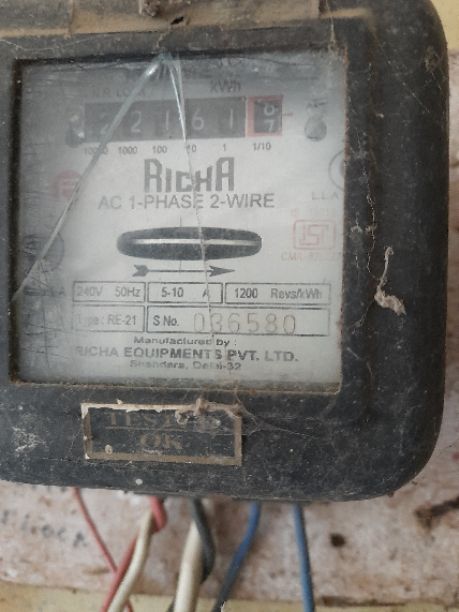 kWh
22161 6 7
10000 1000 100 10 1 1/10
RICHA
AC 1-PHASE 2-WIRE
240V 50Hz 5-10 A 1200 Revs/kWh
Type : RE-21 S.No. 036580
Manufactured by :
RICHA EQUIPMENTS PVT. LTD.
Shahdara, Delhi-32
TESTED
OK